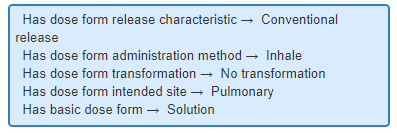 Has dose form release characteristic → Conventional
release
Has dose form administration method → Inhale
Has dose form transformation → No transformation
Has dose form intended site → Pulmonary
Has basic dose form → Solution